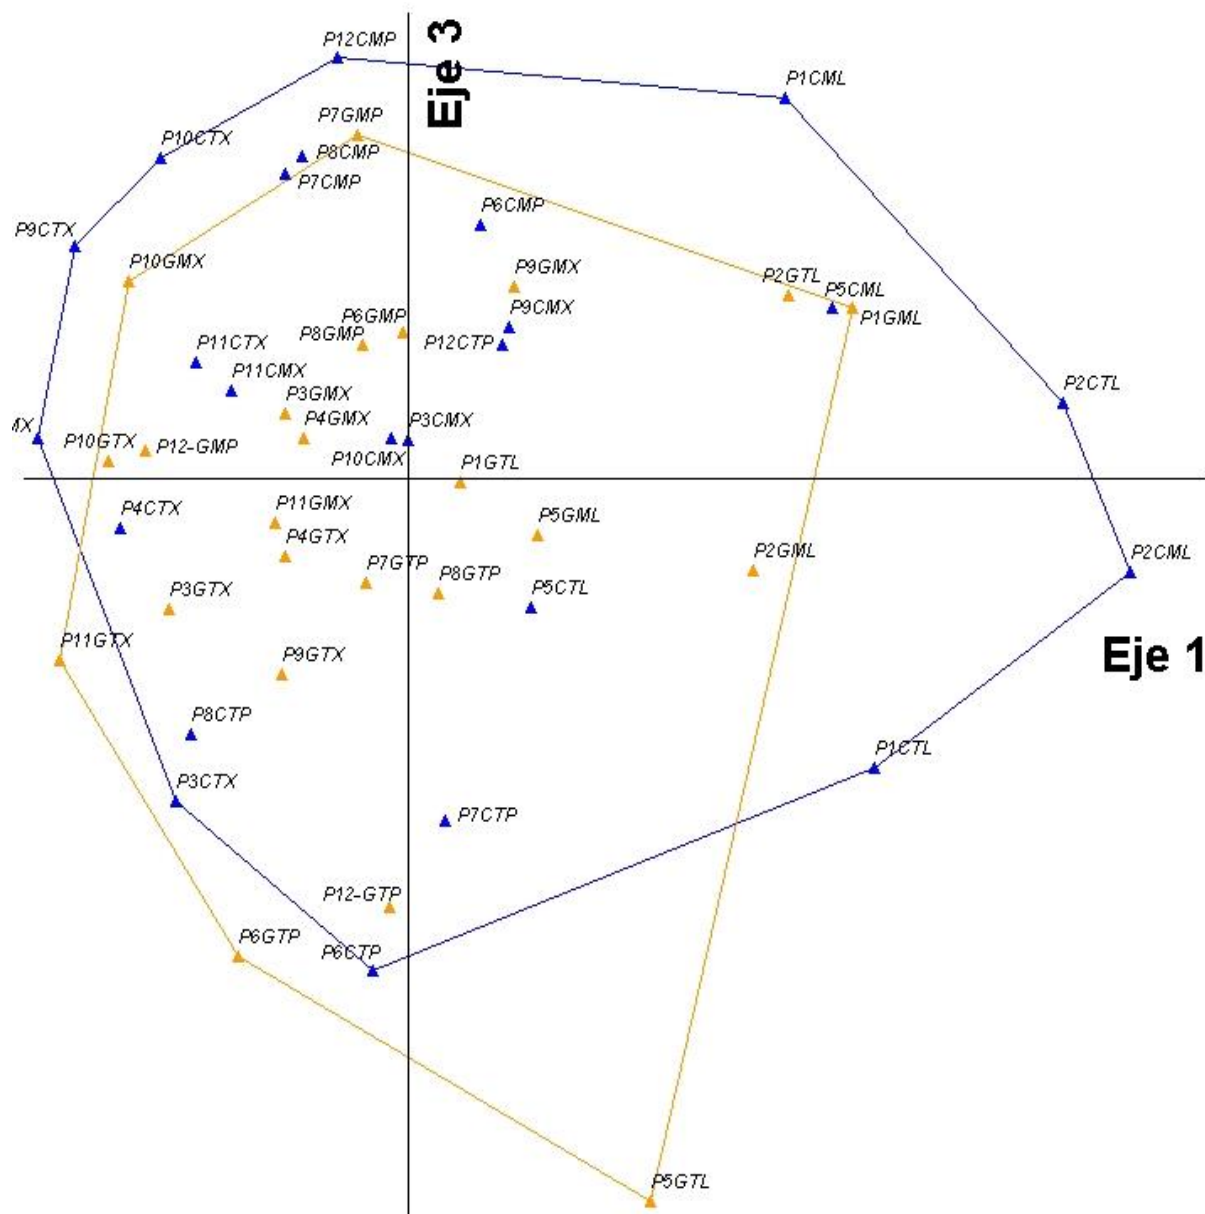 P12CMP
Eje 3
P1CML
P7GMP
P10CTX
P8CMP
P7CMP
P6CMP
P9CTX
P10GMX
P9GMX
P2GTL
P5CML
P1GML
P6GMP
P9CMX
P8GMP
P12CTP
P11CTX
P11CMX
P3GMX
P2CTL
P4GMX
P3CMX
MX
P10GTX
P12-GMP
P10CMX
P1GTL
P4CTX
P11GMX
P5GML
P4GTX
P2GML
P2CML
P7GTP
P8GTP
P5CTL
P3GTX
P11GTX
P9GTX
Eje 1
P8CTP
P1CTL
P3CTX
P7CTP
P12-GTP
P6GTP
P6CTP
P5GTL